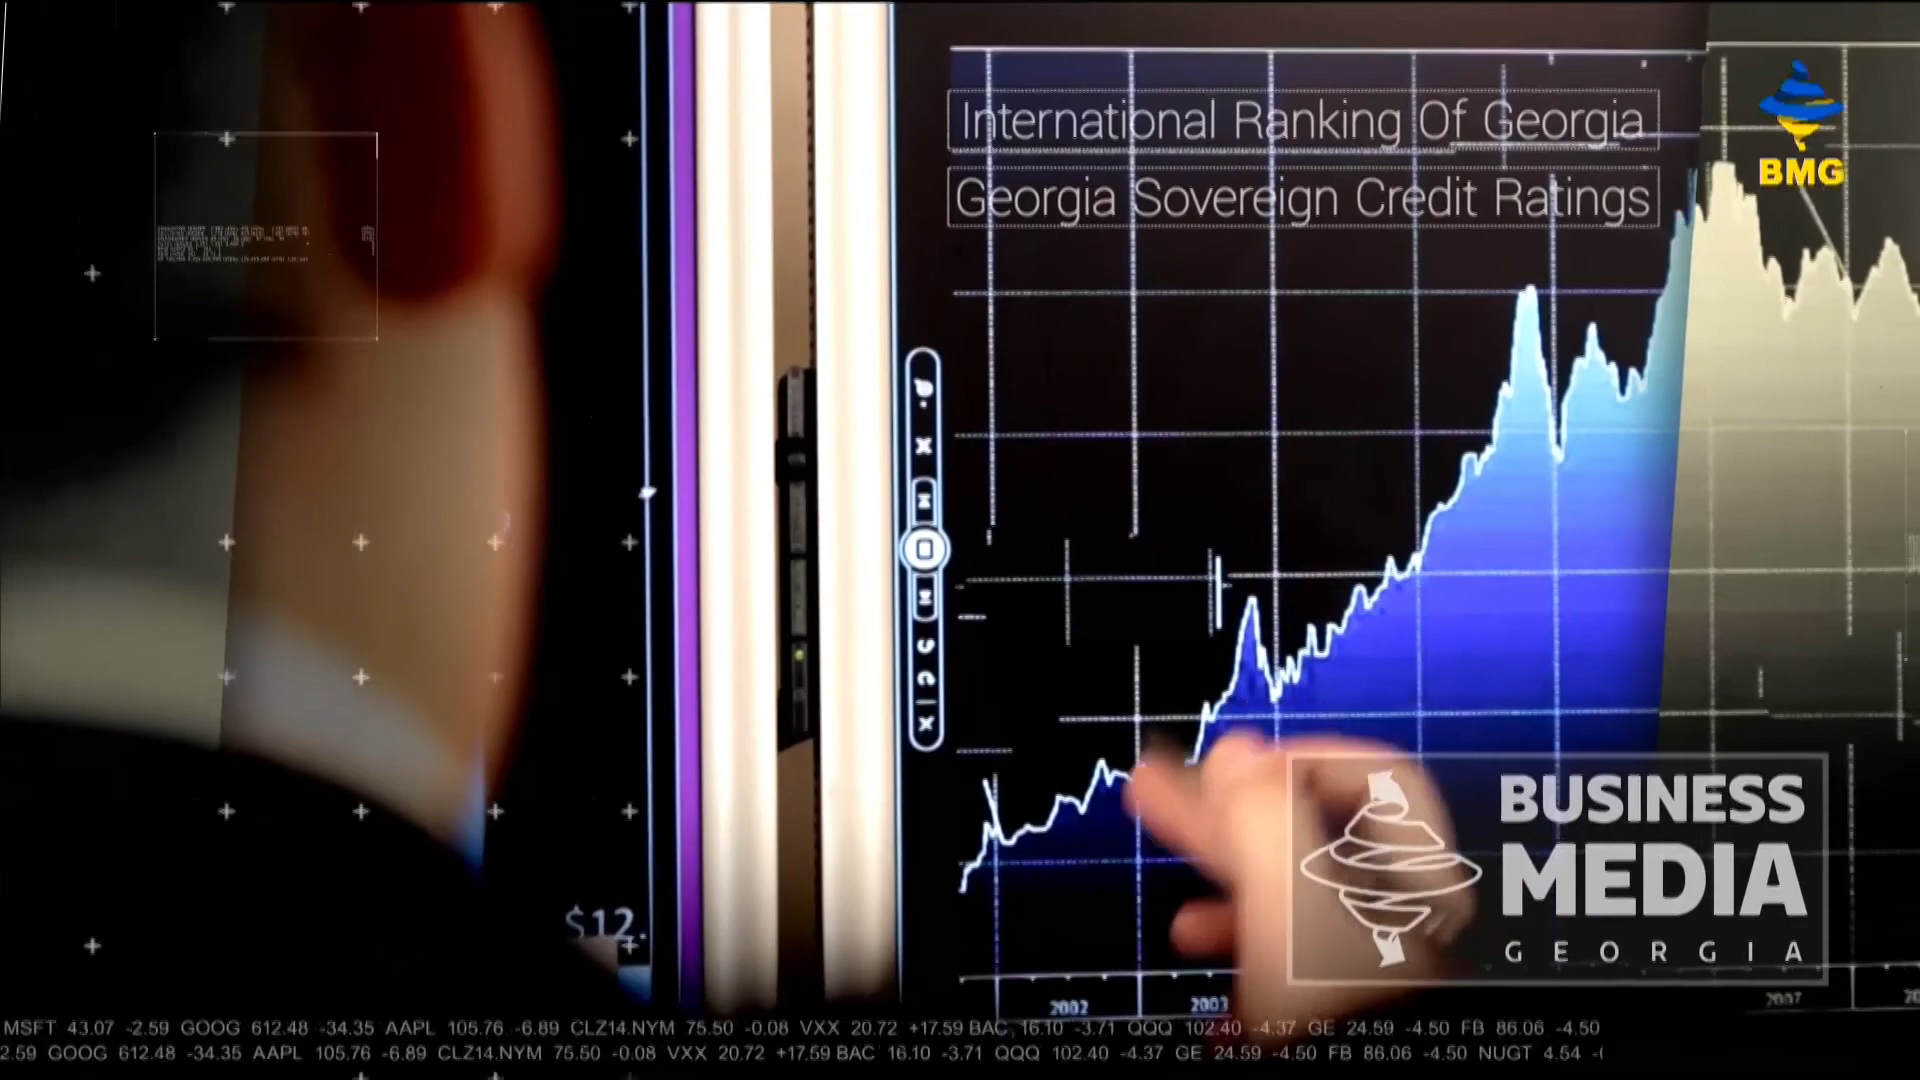 International Ranking Of Georgia
Georgia Sovereign Credit Ratings
BMG
BUSINESS
MEDIA
GEORGIA
$12.
2002
2003
2007
MSFT 43.07 -2.59 GOOG 612.48 -34.35 AAPL 105.76 -6.89 CLZ14.NYM 75.50 -0.08 VXX 20.72 +17.59 BAC, 16.10 -3.71 QQQ 102.40 -4.37 GE 24.59 -4.50 FB 86.06 -4.50
2.59 GOOG 612.48 -34.35 AAPL 105.76 -6.89 CLZ14.NYM 75.50 -0.08 VXX 20.72 +17.59 BAC 16.10 -3.71 QQQ 102.40 -4.37 GE 24.59 -4.50 FB 86.06 -4.50 NUGT 4.54